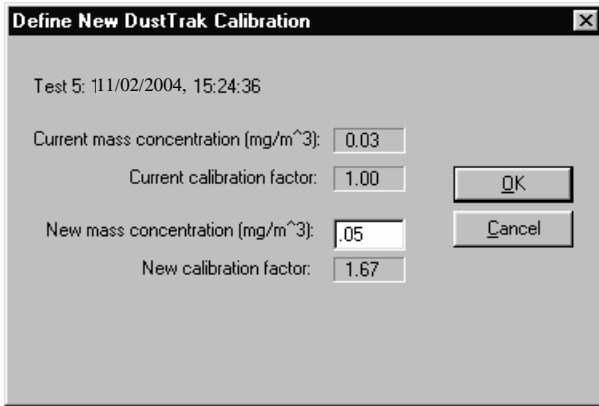 Define New DustTrak Calibration
Test 5: 11/02/2004, 15:24:36
Current mass concentration (mg/m^3): 0.03
Current calibration factor: 1.00
OK
New mass concentration (mg/m^3): .05
Cancel
New calibration factor: 1.67